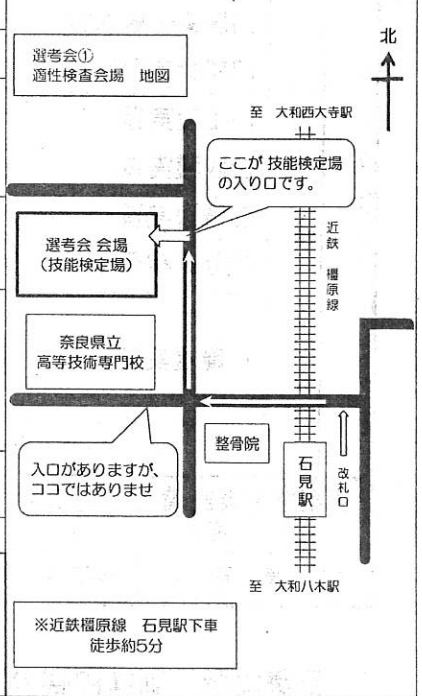 選考会①
適性検査会場 地図
北
至 大和西大寺駅
ここが 技能検定場
の入り口です。
選考会 会場
(技能検定場)
近鉄 橿原線
奈良県立
高等技術専門校
入口がありますが、
ココではありませ
整骨院
石見駅
改札口
至 大和八木駅
※近鉄橿原線 石見駅下車
徒歩約5分